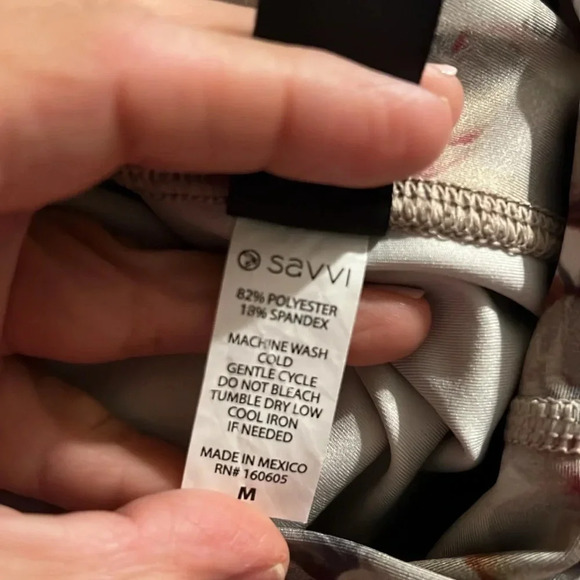 savvi
82% POLYESTER
18% SPANDEX
MACHINE WASH
COLD
GENTLE CYCLE
DO NOT BLEACH
TUMBLE DRY LOW
COOL IRON
IF NEEDED
MADE IN MEXICO
RN# 160605
M